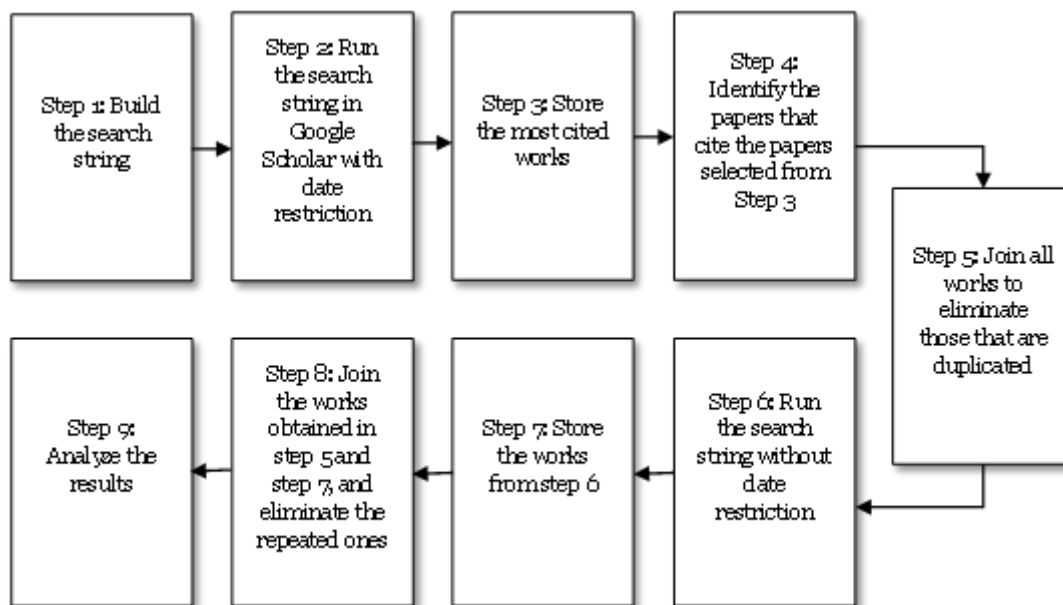 Step 1: Build
the search
string
Step 2: Run
the search
string in
Google
Scholar with
date
restriction
Step 3: Store
the most cited
works
Step 4:
Identify the
papers that
cite the papers
selected from
Step 3
Step 5: Join all
works to
eliminate
those that are
duplicated
Step 6: Run
the search
string without
date
restriction
Step 7: Store
the works
from step 6
Step 8: Join
the works
obtained in
step 5 and
step 7, and
eliminate the
repeated ones
Step 9:
Analyze the
results